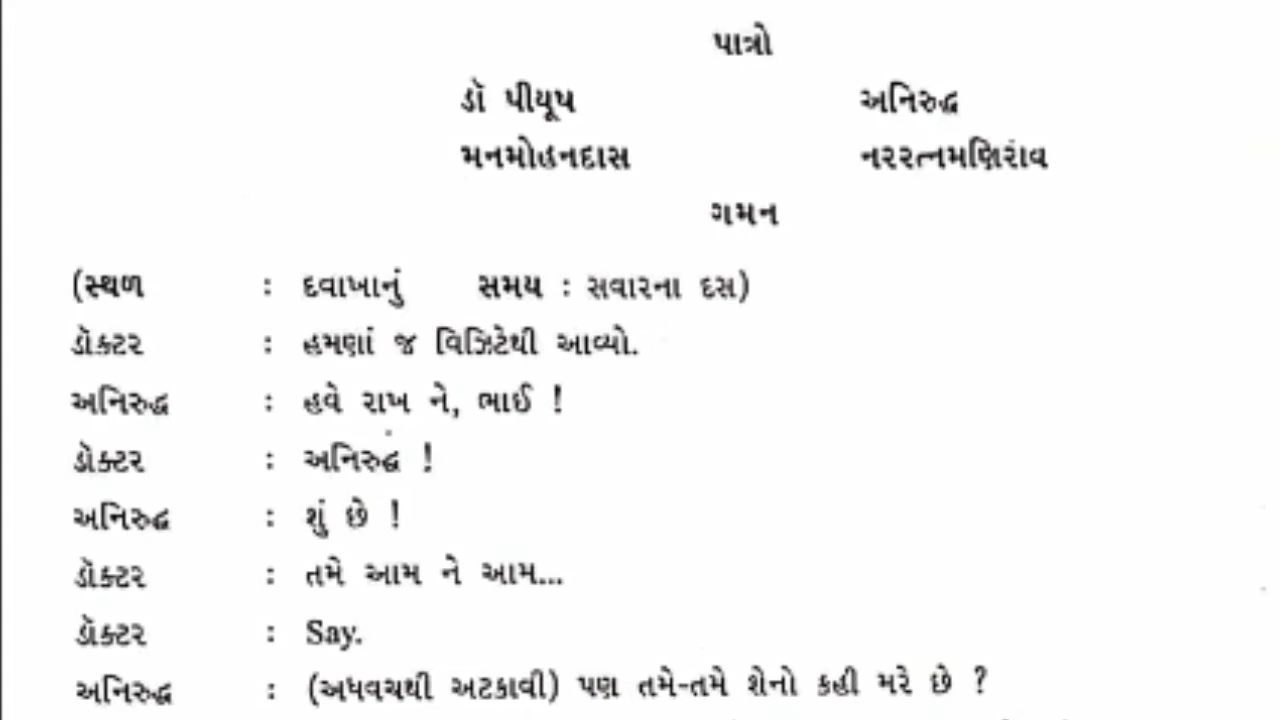 પાત્રો
ડૉ પીયૂષ અનિરુદ્ધ
મનમોહનદાસ નરરત્નમણિરાવ
ગમન
(સ્થળ : દવાખાનું સમય : સવારના દસ)
ડૉક્ટર : હમણાં જ વિઝિટેથી આવ્યો.
અનિરુદ્ધ : હવે રાખ ને, ભાઈ !
ડૉક્ટર : અનિરુદ્ધ !
અનિરુદ્ધ : શું છે !
ડૉક્ટર : તમે આમ ને આમ...
ડૉક્ટર : Say.
અનિરુદ્ધ : (અધવચથી અટકાવી) પણ તમે-તમે શેનો કહી મરે છે ?